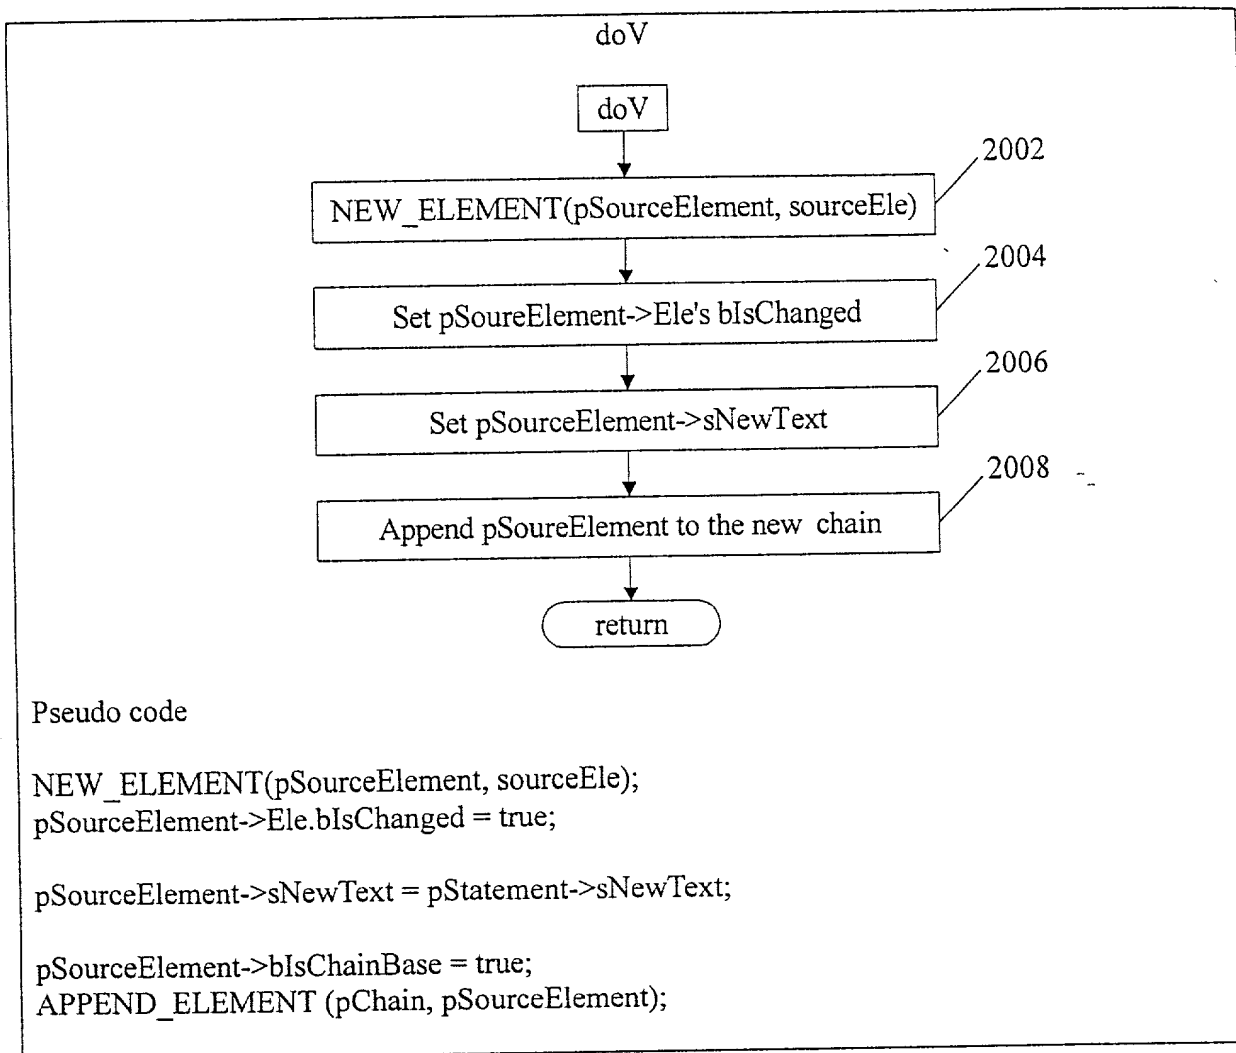 doV
doV
2002
NEW_ELEMENT(pSourceElement, sourceEle)
2004
Set pSoureElement->Ele's bIsChanged
2006
Set pSourceElement->sNewText
2008
Append pSoureElement to the new chain
return
Pseudo code
NEW_ELEMENT(pSourceElement, sourceEle);
pSourceElement->Ele.bIsChanged = true;
pSourceElement->sNewText = pStatement->sNewText;
pSourceElement->bIsChainBase = true;
APPEND_ELEMENT (pChain, pSourceElement);